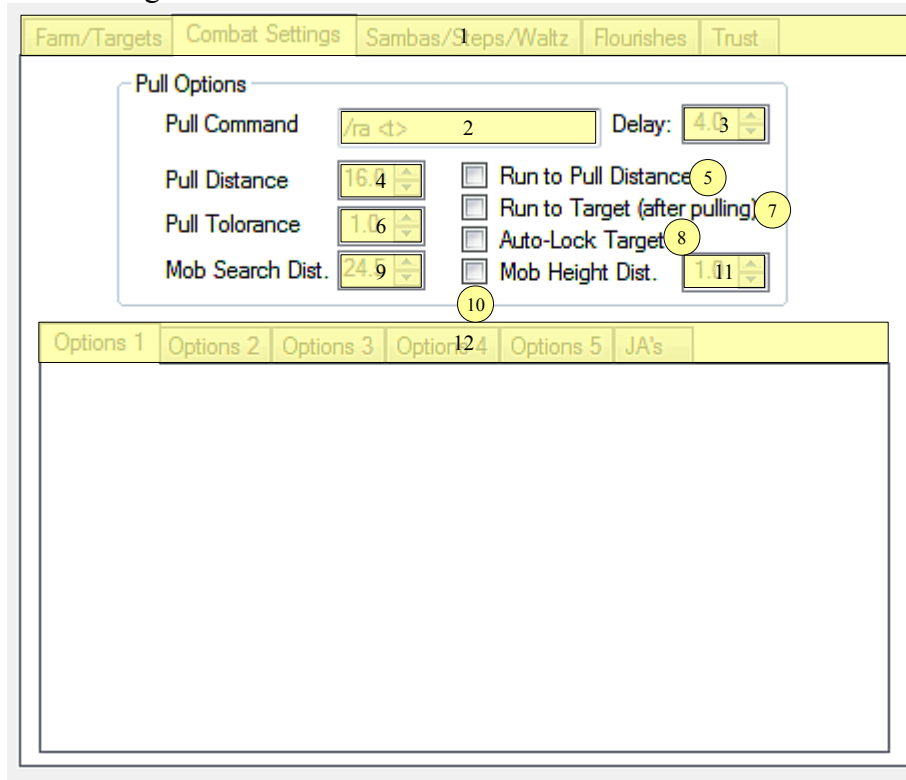 Farm/Targets Combat Settings Sambas/Steps/Waltz Flourishes Trust
1
Pull Options
Pull Command /ra <t> 2 Delay: 4.0 3
Pull Distance 16.0 4 Run to Pull Distance 5
Run to Target (after pulling) 7
Pull Tolorance 1.0 6
Auto-Lock Target 8
Mob Search Dist. 24.5 9 Mob Height Dist. 1.0 11
10
Options 1 Options 2 Options 3 Options 4 Options 5 JA's
12